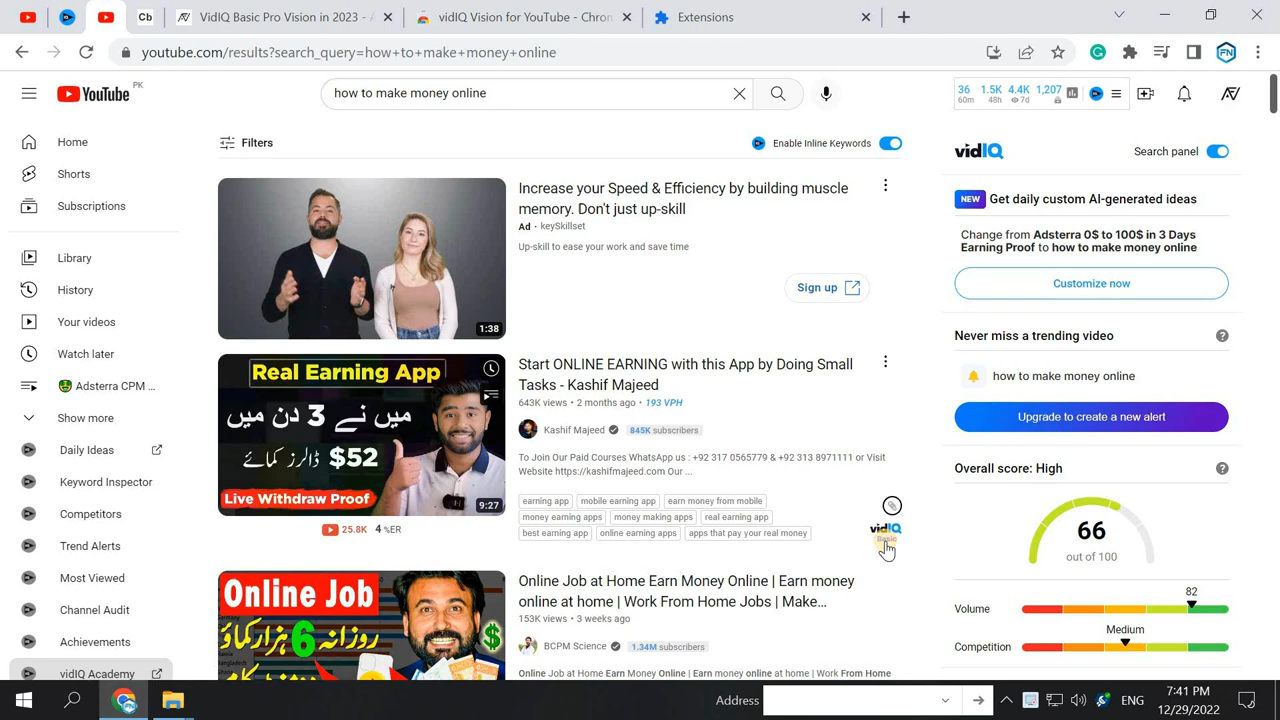 Cb
VidIQ Basic Pro Vision in 2023 - A
vidIQ Vision for YouTube - Chrom
Extensions
youtube.com/results?search_query=how+to+make+money+online
YouTube PK
how to make money online
36 1.5K 4.4K 1,207
60m 48h 7d
Home
Shorts
Subscriptions
Library
History
Your videos
Watch later
Adsterra CPM ...
Show more
Daily Ideas
Keyword Inspector
Competitors
Trend Alerts
Most Viewed
Channel Audit
Achievements
vidIQ Academy
Filters
Enable Inline Keywords
1:38
Increase your Speed & Efficiency by building muscle
memory. Don't just up-skill
Ad · keySkillset
Up-skill to ease your work and save time
Sign up
Real Earning App
میں نے 3 دن میں
$52 ڈالرز کمائے
Live Withdraw Proof
9:27
25.8K 4 %ER
Start ONLINE EARNING with this App by Doing Small
Tasks - Kashif Majeed
643K views • 2 months ago • 193 VPH
Kashif Majeed 845K subscribers
To Join Our Paid Courses WhatsApp us : +92 317 0565779 & +92 313 8971111 or Visit
Website https://kashifmajeed.com Our ...
earning app mobile earning app earn money from mobile
money earning apps money making apps real earning app
best earning app online earning apps apps that pay your real money
vidIQ
Basic
Online Job
روزانہ 6 ہزار کماؤ
Online Job at Home Earn Money Online | Earn money
online at home | Work From Home Jobs | Make...
153K views • 3 weeks ago
BCPM Science 1.34M subscribers
Online Job at Home Earn Money Online | Earn money online at home | Work From Home
vidIQ
Search panel
NEW Get daily custom AI-generated ideas
Change from Adsterra 0$ to 100$ in 3 Days
Earning Proof to how to make money online
Customize now
Never miss a trending video
how to make money online
Upgrade to create a new alert
Overall score: High
66
out of 100
82
Volume
Medium
Competition
Address
ENG
7:41 PM
12/29/2022